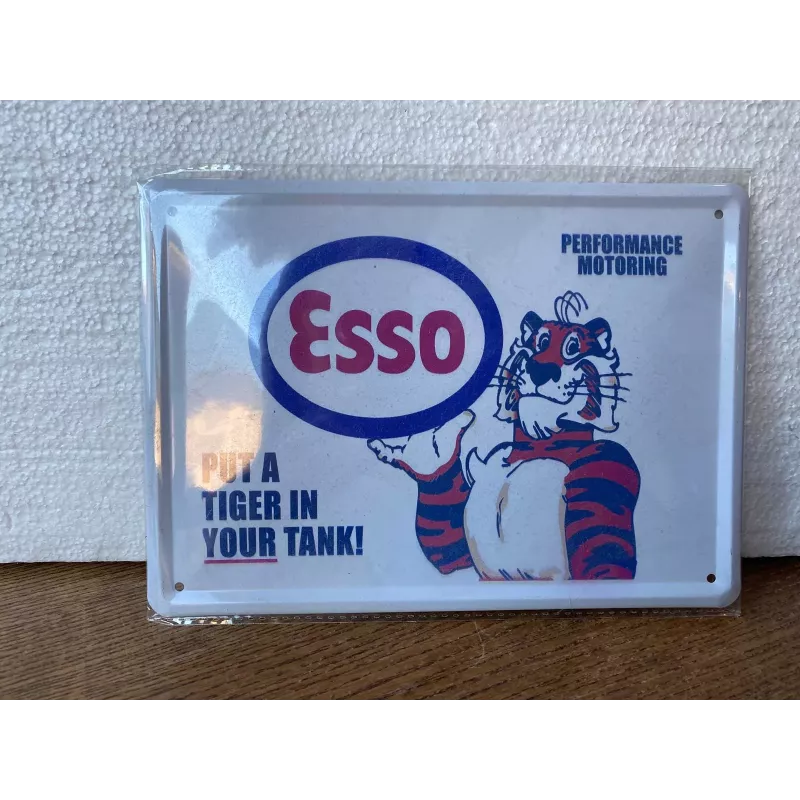 PERFORMANCE
MOTORING
Esso
PUT A
TIGER IN
YOUR TANK!